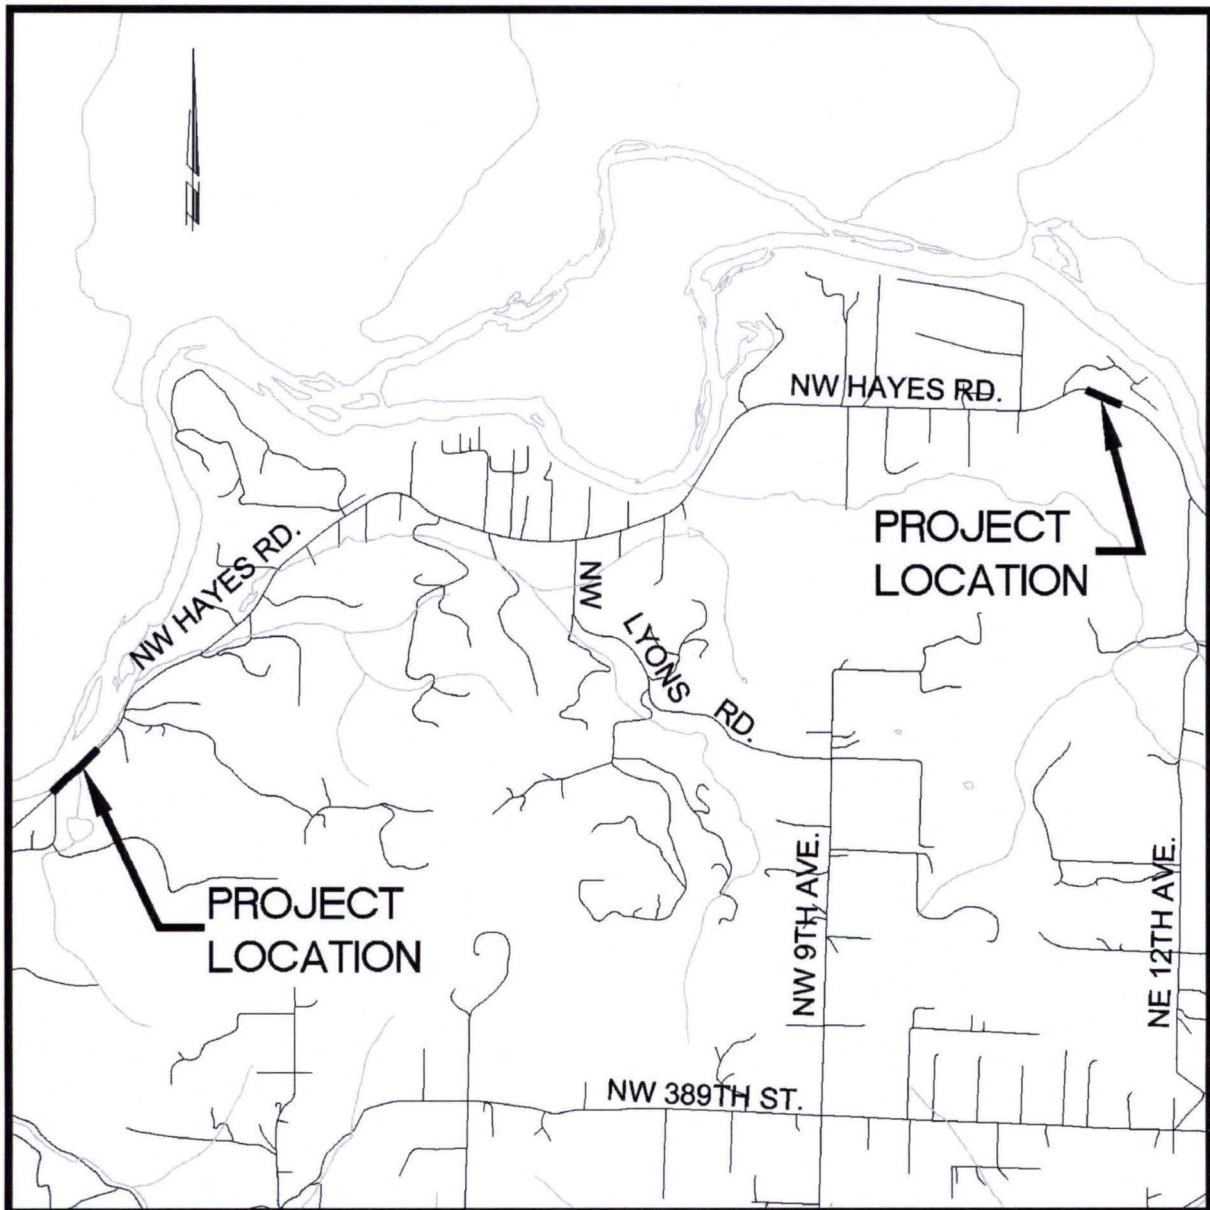 NW HAYES RD.
PROJECT
LOCATION
NW HAYES RD.
NW
LYONS
RD.
PROJECT
LOCATION
NW 9TH AVE.
NE 12TH AVE.
NW 389TH ST.